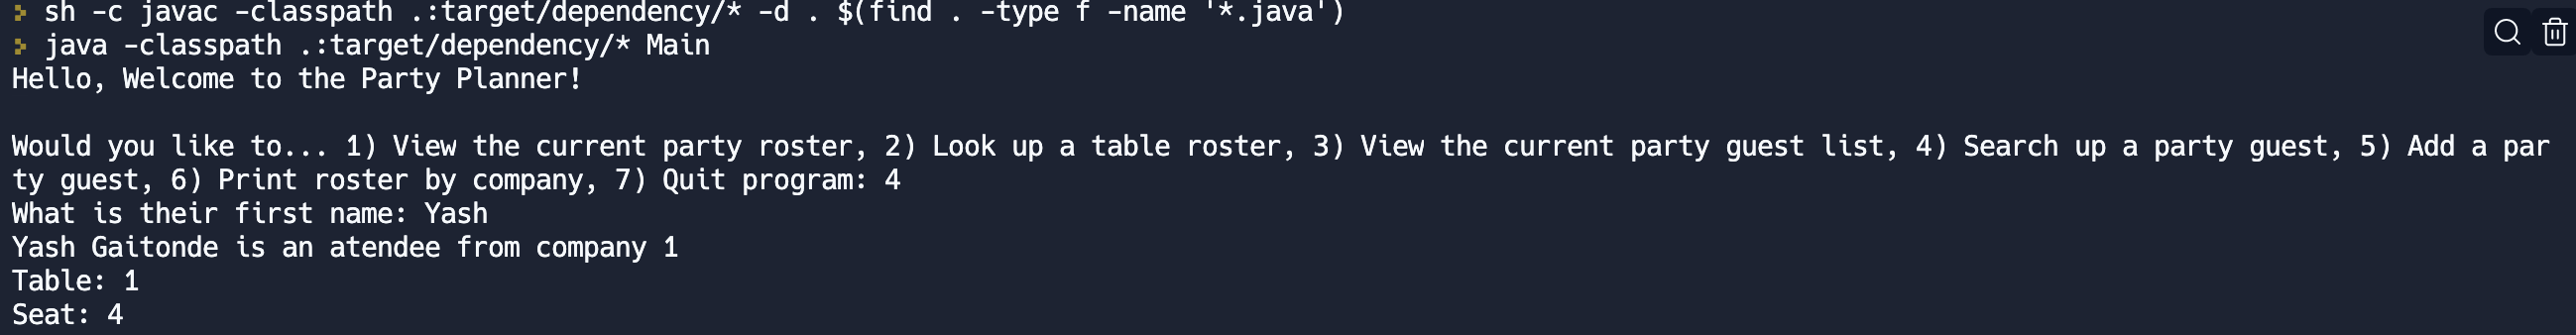 sh -c javac -classpath .:target/dependency/* -d . $(find . -type f -name '*.java')
java -classpath .:target/dependency/* Main
Hello, Welcome to the Party Planner!
Would you like to... 1) View the current party roster, 2) Look up a table roster, 3) View the current party guest list, 4) Search up a party guest, 5) Add a par
ty guest, 6) Print roster by company, 7) Quit program: 4
What is their first name: Yash
Yash Gaitonde is an atendee from company 1
Table: 1
Seat: 4